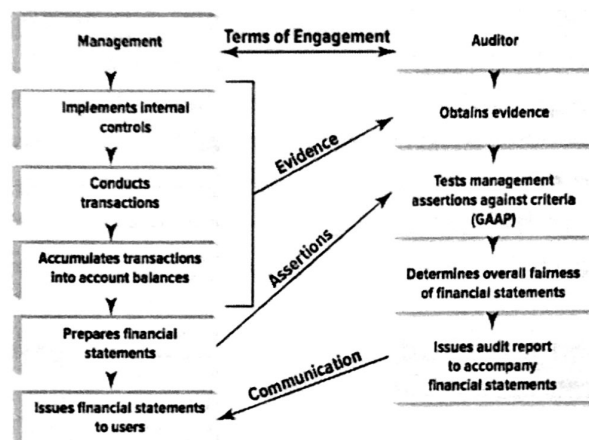 Management
Terms of Engagement
Auditor
Implements internal
controls
Conducts
transactions
Accumulates transactions
into account balances
Prepares financial
statements
Issues financial statements
to users
Evidence
Assertions
Communication
Obtains evidence
Tests management
assertions against criteria
(GAAP)
Determines overall fairness
of financial statements
Issues audit report
to accompany
financial statements